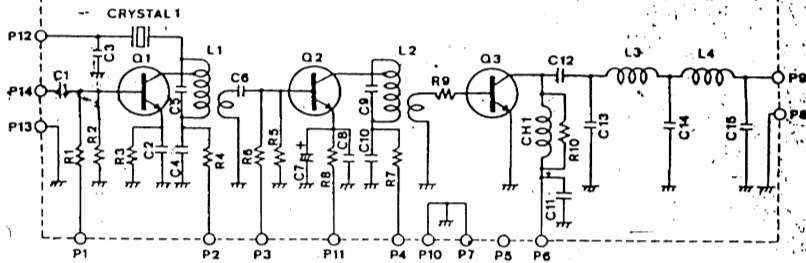 CRYSTAL 1
P12
C3
Q1
L1
Q2
L2
Q3
C12
L3
L4
P9
P14
C1
C5
C6
C9
R9
P8
P13
R1
R2
R3
C2
C4
R4
R6
R5
C7
+
R8
C8
C10
R7
CH1
R10
C13
C14
C15
C11
P1
P2
P3
P11
P4
P10
P7
P5
P6